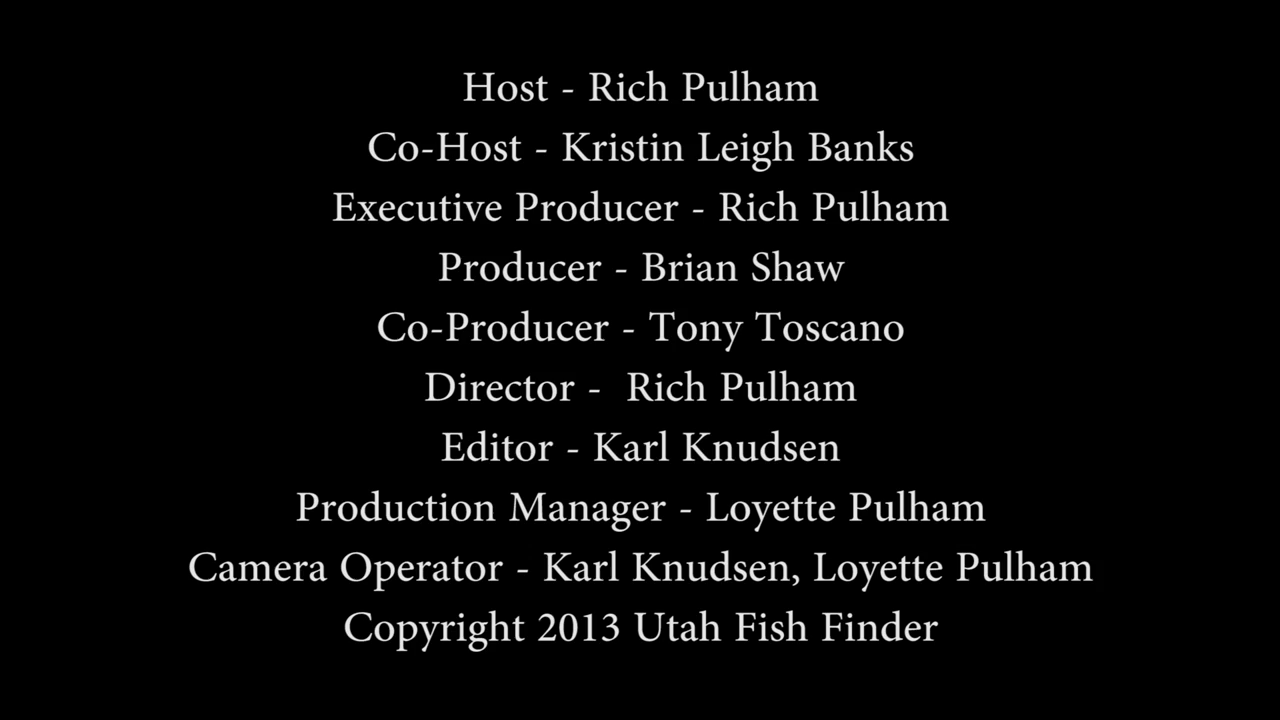 Host - Rich Pulham
Co-Host - Kristin Leigh Banks
Executive Producer - Rich Pulham
Producer - Brian Shaw
Co-Producer - Tony Toscano
Director -  Rich Pulham
Editor - Karl Knudsen
Production Manager - Loyette Pulham
Camera Operator - Karl Knudsen, Loyette Pulham
Copyright 2013 Utah Fish Finder